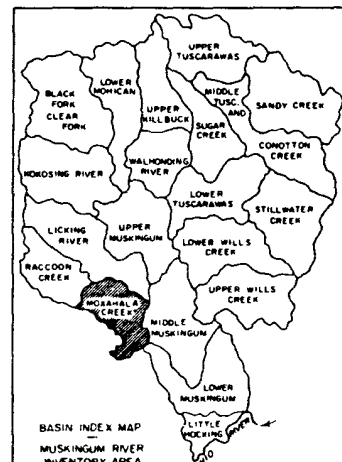 UPPER
TUSCARAWAS
BLACK
FORK
CLEAR
FORK
LOWER
MOHICAN
UPPER
KILLBUCK
MIDDLE
TUSC. AND
SUGAR
CREEK
SANDY CREEK
CONOTTON
CREEK
KOKOSING RIVER
WALHONDING
RIVER
LOWER
TUSCARAWAS
STILLWATER
CREEK
LICKING
RIVER
UPPER
MUSKINGUM
LOWER WILLS
CREEK
RACCOON
CREEK
MOXAHALA
CREEK
MIDDLE
MUSKINGUM
UPPER WILLS
CREEK
LOWER
MUSKINGUM
LITTLE
HOCKING
RIVER
BASIN INDEX MAP
MUSKINGUM RIVER
INVENTORY AREA